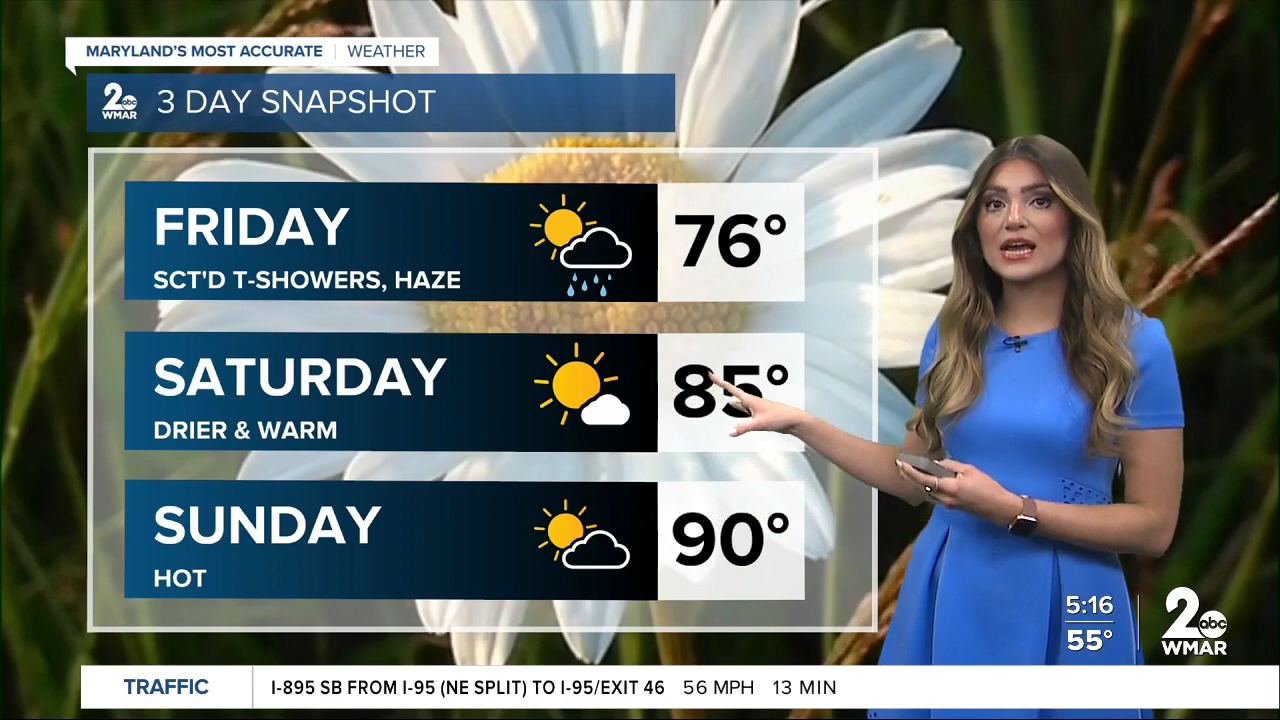 MARYLAND'S MOST ACCURATE | WEATHER
2 abc WMAR 3 DAY SNAPSHOT
FRIDAY
SCT'D T-SHOWERS, HAZE
76°
SATURDAY
DRIER & WARM
85°
SUNDAY
HOT
90°
5:16
55°
2 abc
WMAR
TRAFFIC I-895 SB FROM I-95 (NE SPLIT) TO I-95/EXIT 46 56 MPH 13 MIN